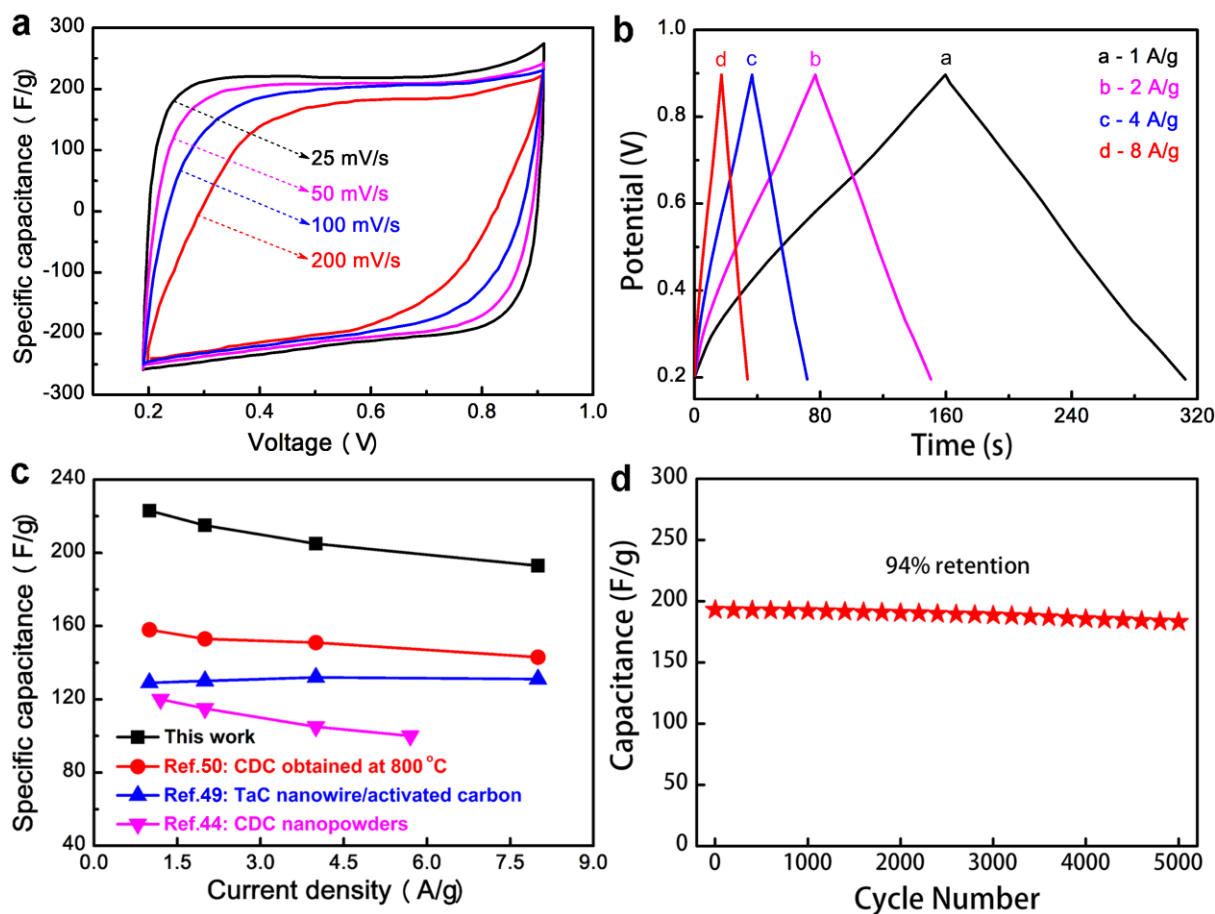 a
Specific capacitance ( F/g)
300
200
100
0
-100
-200
-300
25 mV/s
50 mV/s
100 mV/s
200 mV/s
0.2
0.4
0.6
0.8
1.0
Voltage ( V)
b
Potential (V)
1.0
0.8
0.6
0.4
0.2
d
c
b
a
a - 1 A/g
b - 2 A/g
c - 4 A/g
d - 8 A/g
0
80
160
240
320
Time (s)
c
Specific capacitance ( F/g)
240
200
160
120
80
40
This work
Ref.50: CDC obtained at 800 °C
Ref.49: TaC nanowire/activated carbon
Ref.44: CDC nanopowders
0.0
1.5
3.0
4.5
6.0
7.5
9.0
Current density ( A/g)
d
Capacitance (F/g)
300
250
200
150
100
50
0
94% retention
0
1000
2000
3000
4000
5000
Cycle Number